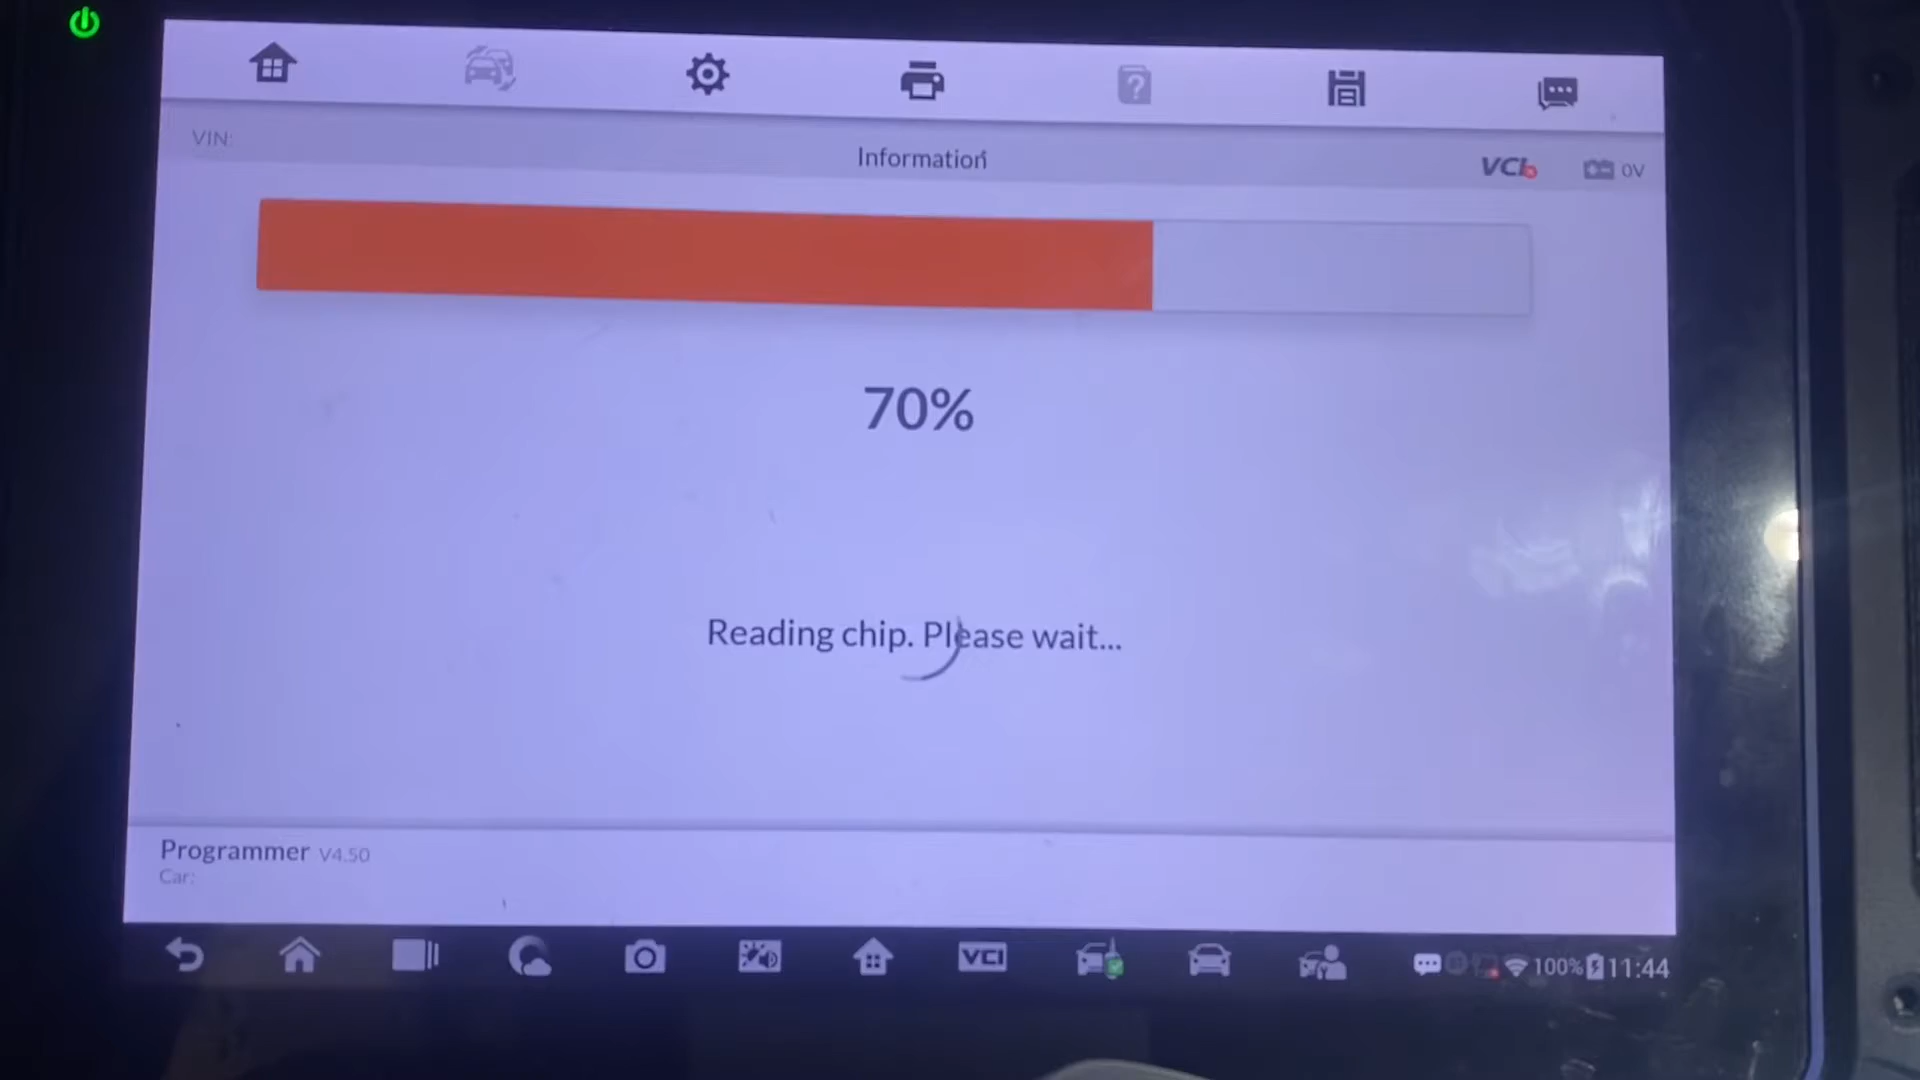 VIN:
Information
VCI
0V
70%
Reading chip. Please wait...
Programmer V4.50
Car:
VCI
100%
11:44